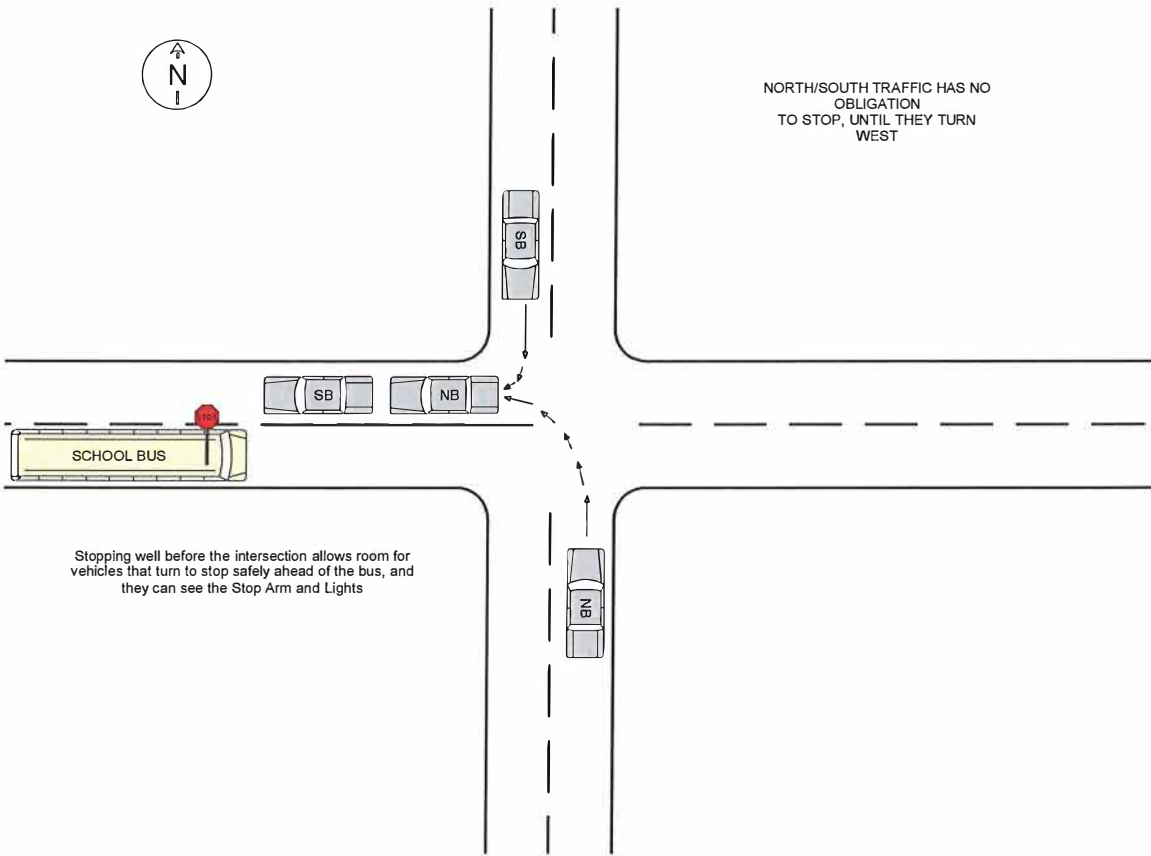 N
NORTH/SOUTH TRAFFIC HAS NO
OBLIGATION
TO STOP, UNTIL THEY TURN
WEST
SB
SB
NB
SCHOOL BUS
Stopping well before the intersection allows room for
vehicles that turn to stop safely ahead of the bus, and
they can see the Stop Arm and Lights
NB